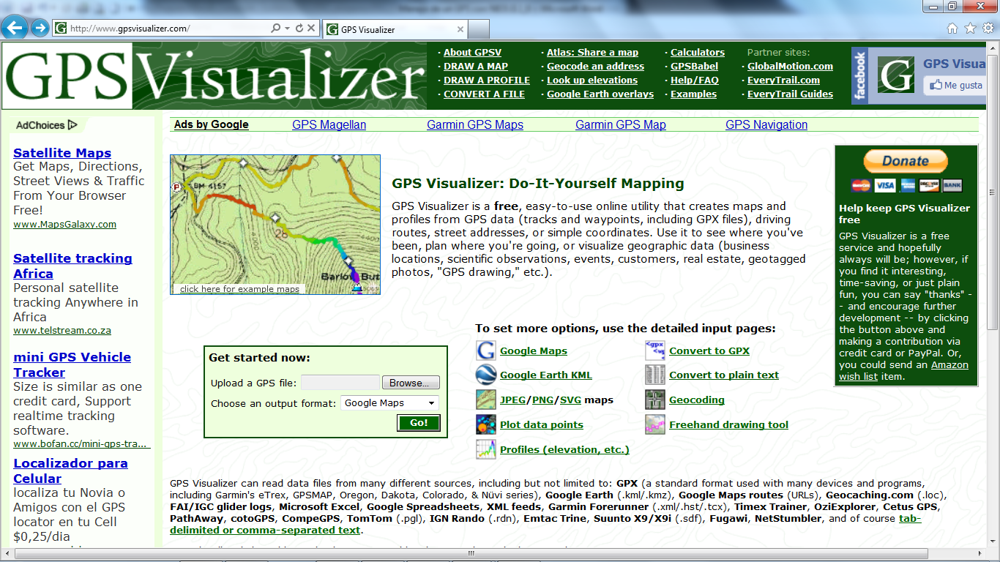 http://www.gpsvisualizer.com/
GPS Visualizer
GPSVisualizer
· About GPSV
· DRAW A MAP
· DRAW A PROFILE
· CONVERT A FILE
· Atlas: Share a map
· Geocode an address
· Look up elevations
· Google Earth overlays
· Calculators
· GPSBabel
· Help/FAQ
· Examples
Partner sites:
· GlobalMotion.com
· EveryTrail.com
· EveryTrail Guides
facebook
G
GPS Visua
Me gusta
AdChoices
Satellite Maps
Get Maps, Directions,
Street Views & Traffic
From Your Browser
Free!
www.MapsGalaxy.com
Satellite tracking
Africa
Personal satellite
tracking Anywhere in
Africa
www.telstream.co.za
mini GPS Vehicle
Tracker
Size is similar as one
credit card, Support
realtime tracking
software.
www.bofan.cc/mini-gps-tra...
Localizador para
Celular
localiza tu Novia o
Amigos con el GPS
locator en tu Cell
$0,25/dia
Ads by Google GPS Magellan Garmin GPS Maps Garmin GPS Map GPS Navigation
P
BM 4157
28
Barlow But
click here for example maps
GPS Visualizer: Do-It-Yourself Mapping
GPS Visualizer is a free, easy-to-use online utility that creates maps and
profiles from GPS data (tracks and waypoints, including GPX files), driving
routes, street addresses, or simple coordinates. Use it to see where you've
been, plan where you're going, or visualize geographic data (business
locations, scientific observations, events, customers, real estate, geotagged
photos, "GPS drawing," etc.).
Donate
MasterCard VISA DISCOVER BANK
Help keep GPS Visualizer
free
GPS Visualizer is a free
service and hopefully
always will be; however, if
you find it interesting,
time-saving, or just plain
fun, you can say "thanks" -
- and encourage further
development -- by clicking
the button above and
making a contribution via
credit card or PayPal. Or,
you could send an Amazon
wish list item.
Get started now:
Upload a GPS file: Browse...
Choose an output format: Google Maps
Go!
To set more options, use the detailed input pages:
Google Maps
Google Earth KML
JPEG/PNG/SVG maps
Plot data points
Profiles (elevation, etc.)
Convert to GPX
Convert to plain text
Geocoding
Freehand drawing tool
GPS Visualizer can read data files from many different sources, including but not limited to: GPX (a standard format used with many devices and programs,
including Garmin's eTrex, GPSMAP, Oregon, Dakota, Colorado, & Nüvi series), Google Earth (.kml/.kmz), Google Maps routes (URLs), Geocaching.com (.loc),
FAI/IGC glider logs, Microsoft Excel, Google Spreadsheets, XML feeds, Garmin Forerunner (.xml/.hst/.tcx), Timex Trainer, OziExplorer, Cetus GPS,
PathAway, cotoGPS, CompeGPS, TomTom (.pgl), IGN Rando (.rdn), Emtac Trine, Suunto X9/X9i (.sdf), Fugawi, NetStumbler, and of course tab-
delimited or comma-separated text.